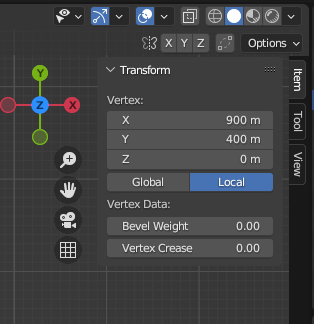 X Y Z Options
Transform
Item
Tool
View
Y
Z X
Vertex:
X 900 m
Y 400 m
Z 0 m
Global Local
Vertex Data:
Bevel Weight 0.00
Vertex Crease 0.00